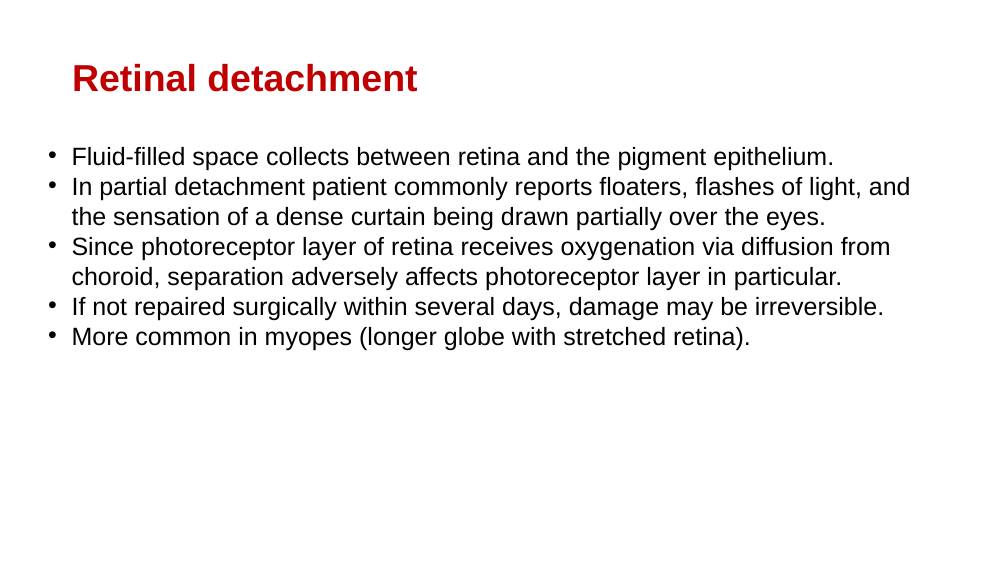 Retinal detachment
• Fluid-filled space collects between retina and the pigment epithelium.
• In partial detachment patient commonly reports floaters, flashes of light, and
the sensation of a dense curtain being drawn partially over the eyes.
• Since photoreceptor layer of retina receives oxygenation via diffusion from
choroid, separation adversely affects photoreceptor layer in particular.
• If not repaired surgically within several days, damage may be irreversible.
• More common in myopes (longer globe with stretched retina).